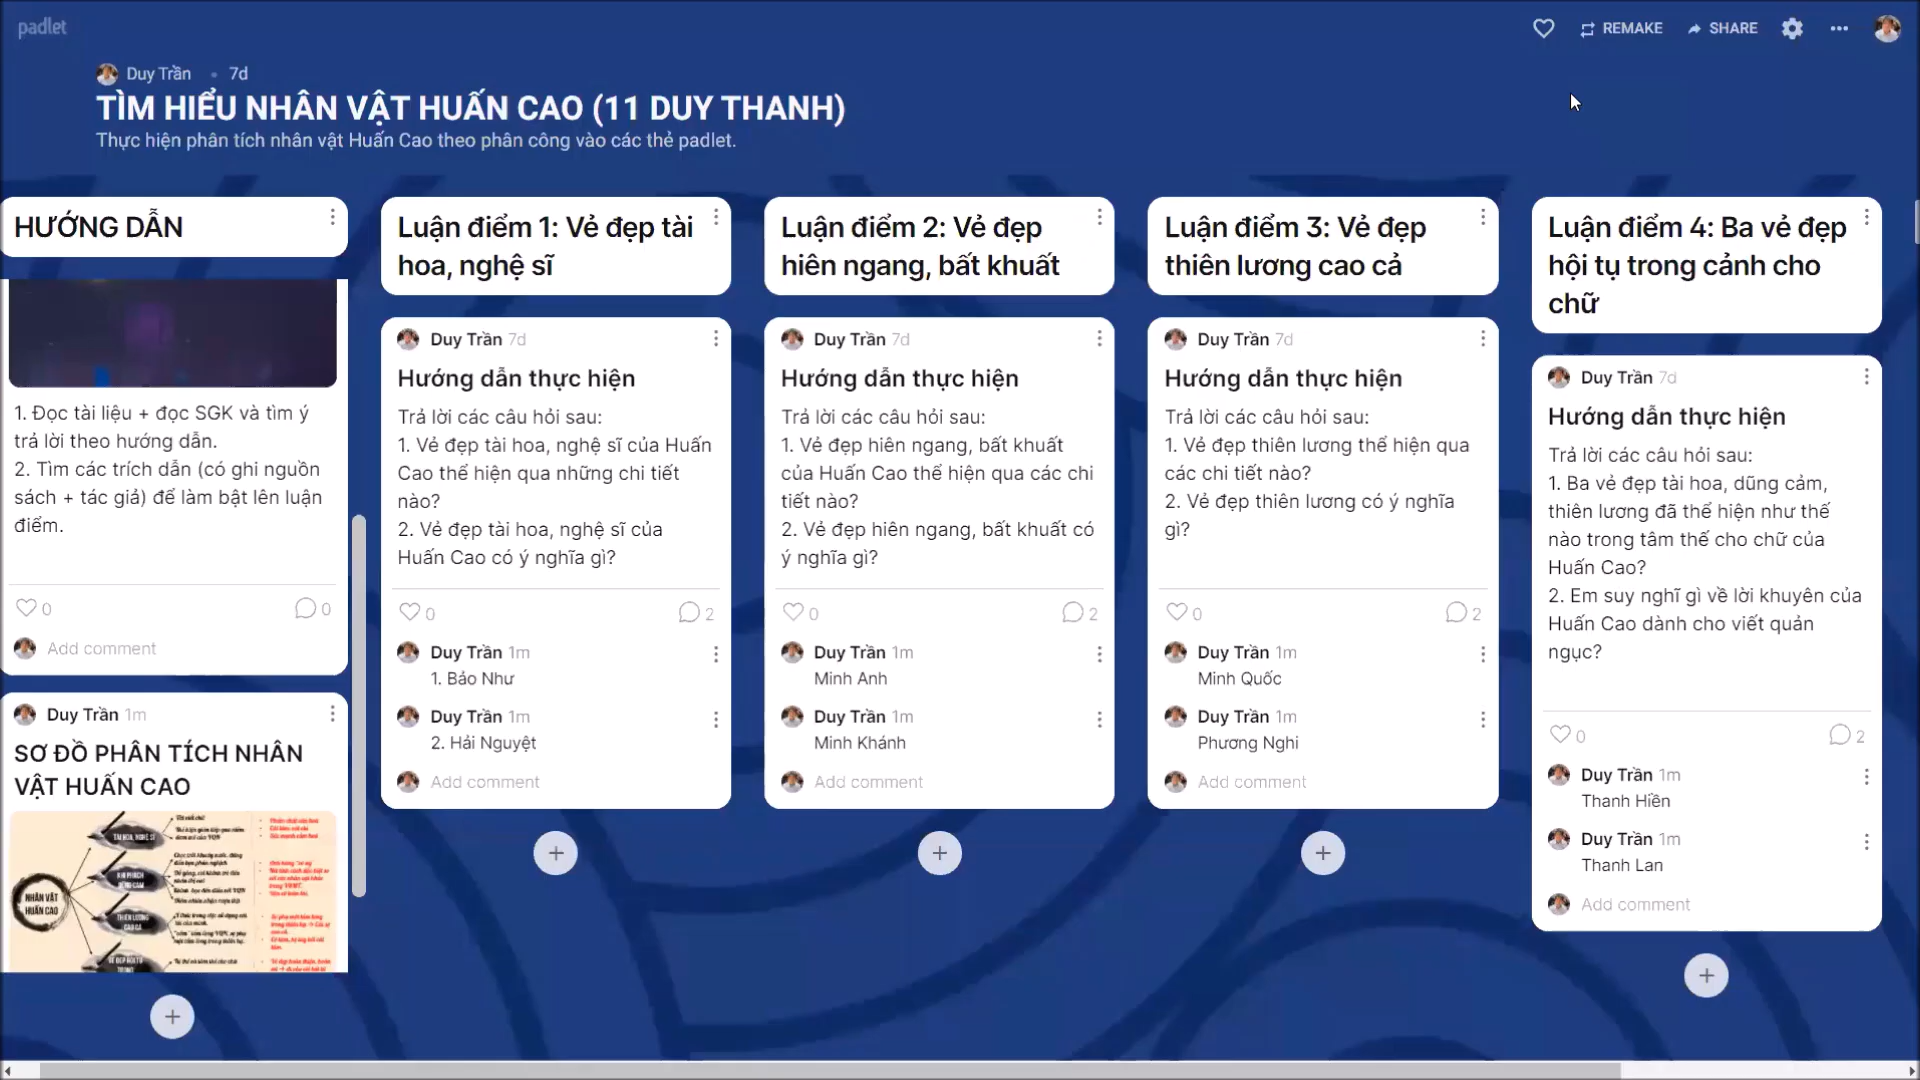 padlet
REMAKE
SHARE
Duy Trần • 7d
TÌM HIỂU NHÂN VẬT HUẤN CAO (11 DUY THANH)
Thực hiện phân tích nhân vật Huấn Cao theo phân công vào các thẻ padlet.
HƯỚNG DẪN
1. Đọc tài liệu + đọc SGK và tìm ý
trả lời theo hướng dẫn.
2. Tìm các trích dẫn (có ghi nguồn
sách + tác giả) để làm bật lên luận
điểm.
0
0
Add comment
Duy Trần 1m
SƠ ĐỒ PHÂN TÍCH NHÂN
VẬT HUẤN CAO
TÀI HOA, NGHỆ SĨ
KHÍ PHÁCH
DŨNG CẢM
NHÂN VẬT
HUẤN CAO
THIÊN LƯƠNG
CAO CẢ
Luận điểm 1: Vẻ đẹp tài
hoa, nghệ sĩ
Duy Trần 7d
Hướng dẫn thực hiện
Trả lời các câu hỏi sau:
1. Vẻ đẹp tài hoa, nghệ sĩ của Huấn
Cao thể hiện qua những chi tiết
nào?
2. Vẻ đẹp tài hoa, nghệ sĩ của
Huấn Cao có ý nghĩa gì?
0
2
Duy Trần 1m
1. Bảo Như
Duy Trần 1m
2. Hải Nguyệt
Add comment
Luận điểm 2: Vẻ đẹp
hiên ngang, bất khuất
Duy Trần 7d
Hướng dẫn thực hiện
Trả lời các câu hỏi sau:
1. Vẻ đẹp hiên ngang, bất khuất
của Huấn Cao thể hiện qua các chi
tiết nào?
2. Vẻ đẹp hiên ngang, bất khuất có
ý nghĩa gì?
0
2
Duy Trần 1m
Minh Anh
Duy Trần 1m
Minh Khánh
Add comment
Luận điểm 3: Vẻ đẹp
thiên lương cao cả
Duy Trần 7d
Hướng dẫn thực hiện
Trả lời các câu hỏi sau:
1. Vẻ đẹp thiên lương thể hiện qua
các chi tiết nào?
2. Vẻ đẹp thiên lương có ý nghĩa
gì?
0
2
Duy Trần 1m
Minh Quốc
Duy Trần 1m
Phương Nghi
Add comment
Luận điểm 4: Ba vẻ đẹp
hội tụ trong cảnh cho
chữ
Duy Trần 7d
Hướng dẫn thực hiện
Trả lời các câu hỏi sau:
1. Ba vẻ đẹp tài hoa, dũng cảm,
thiên lương đã thể hiện như thế
nào trong tâm thế cho chữ của
Huấn Cao?
2. Em suy nghĩ gì về lời khuyên của
Huấn Cao dành cho viết quản
ngục?
0
2
Duy Trần 1m
Thanh Hiền
Duy Trần 1m
Thanh Lan
Add comment